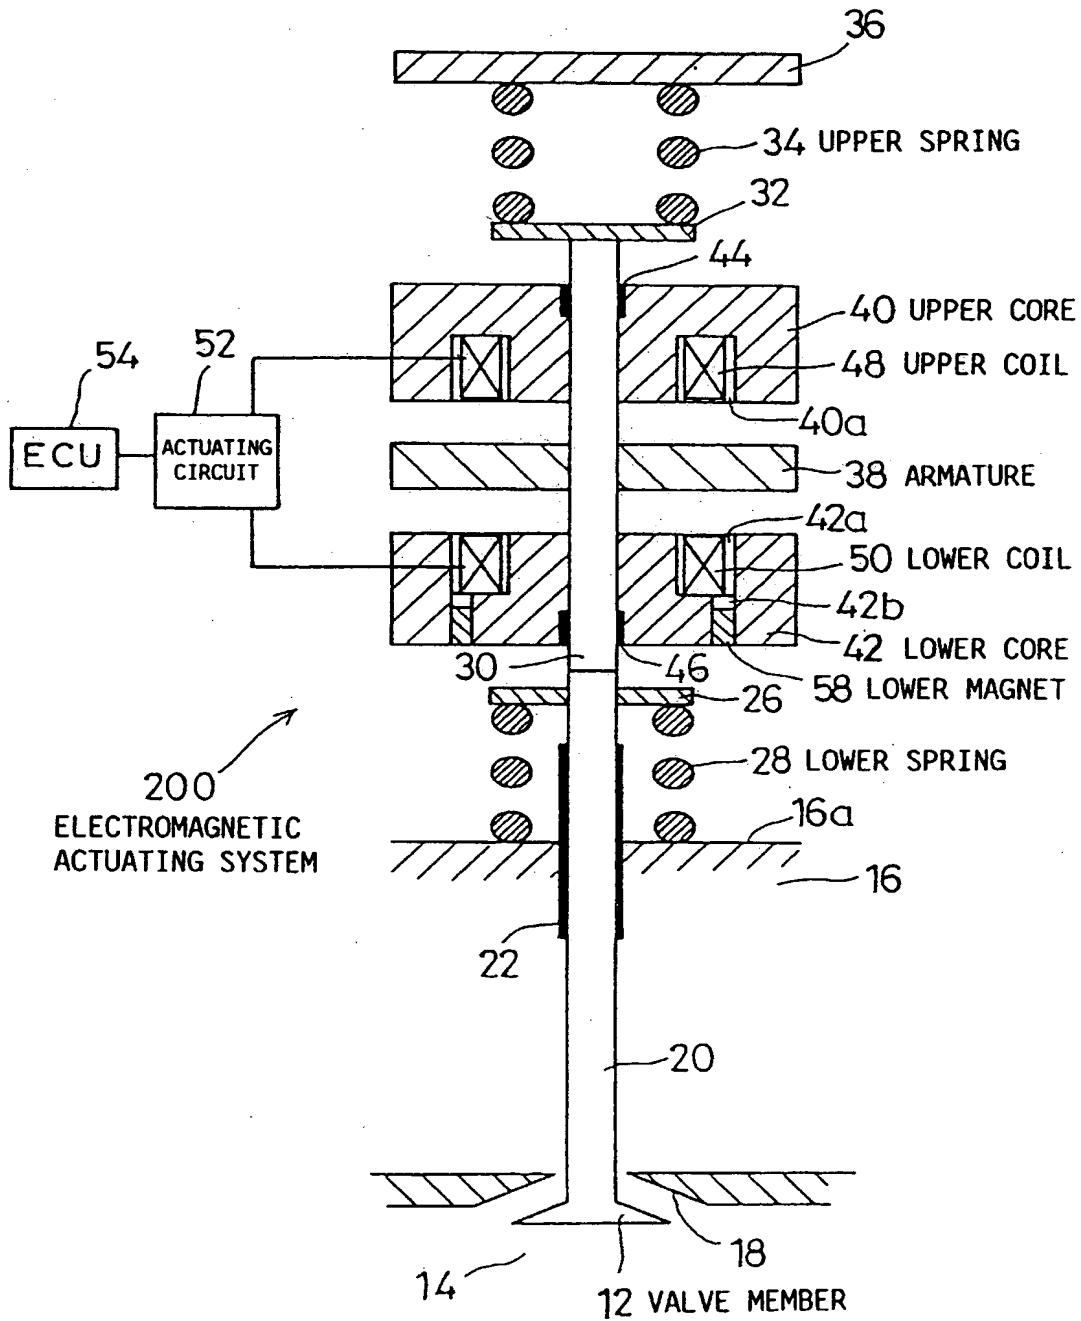 36
34 UPPER SPRING
32
44
40 UPPER CORE
54
52
48 UPPER COIL
40a
ECU
ACTUATING
CIRCUIT
38 ARMATURE
42a
50 LOWER COIL
42b
42 LOWER CORE
30
46
58 LOWER MAGNET
26
28 LOWER SPRING
200
ELECTROMAGNETIC
ACTUATING SYSTEM
16a
16
22
20
18
14
12 VALVE MEMBER